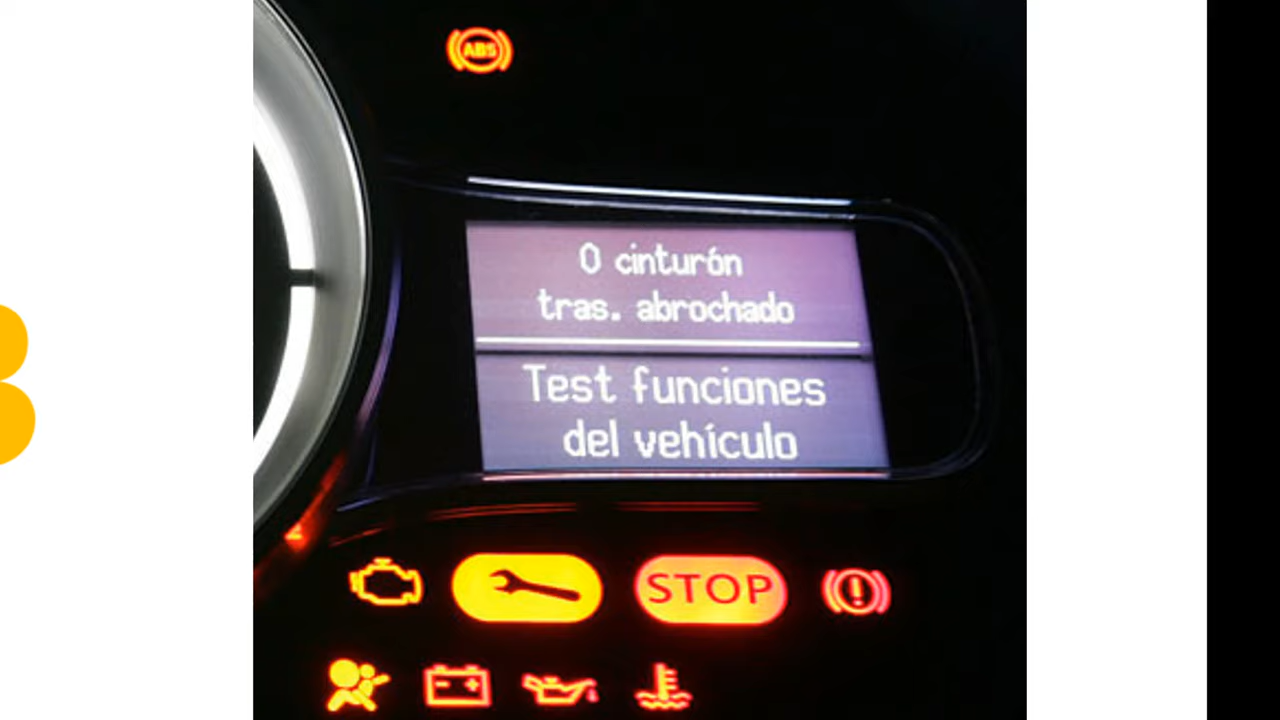 ABS
0 cinturón
tras. abrochado
Test funciones
del vehículo
STOP